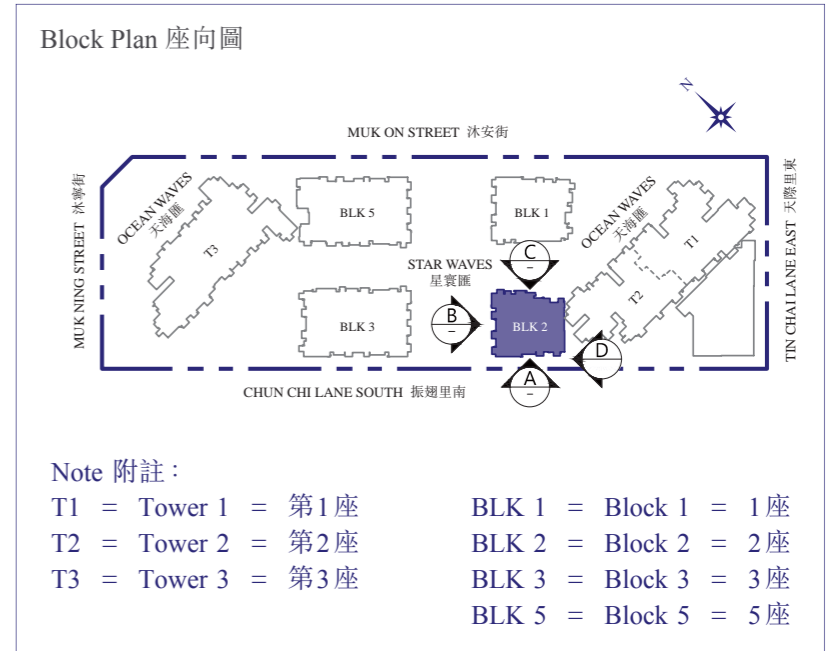 Block Plan 座向圖
N
MUK ON STREET 沐安街
MUK NING STREET 沐寧街
OCEAN WAVES
天海匯
T3
BLK 5
BLK 1
OCEAN WAVES
天海匯
T1
T2
TIN CHAI LANE EAST 天際里東
STAR WAVES
星寰匯
C
–
B
–
BLK 3
BLK 2
D
A
–
CHUN CHI LANE SOUTH 振翅里南
Note 附註：
T1 = Tower 1 = 第1座
T2 = Tower 2 = 第2座
T3 = Tower 3 = 第3座
BLK 1 = Block 1 = 1座
BLK 2 = Block 2 = 2座
BLK 3 = Block 3 = 3座
BLK 5 = Block 5 = 5座